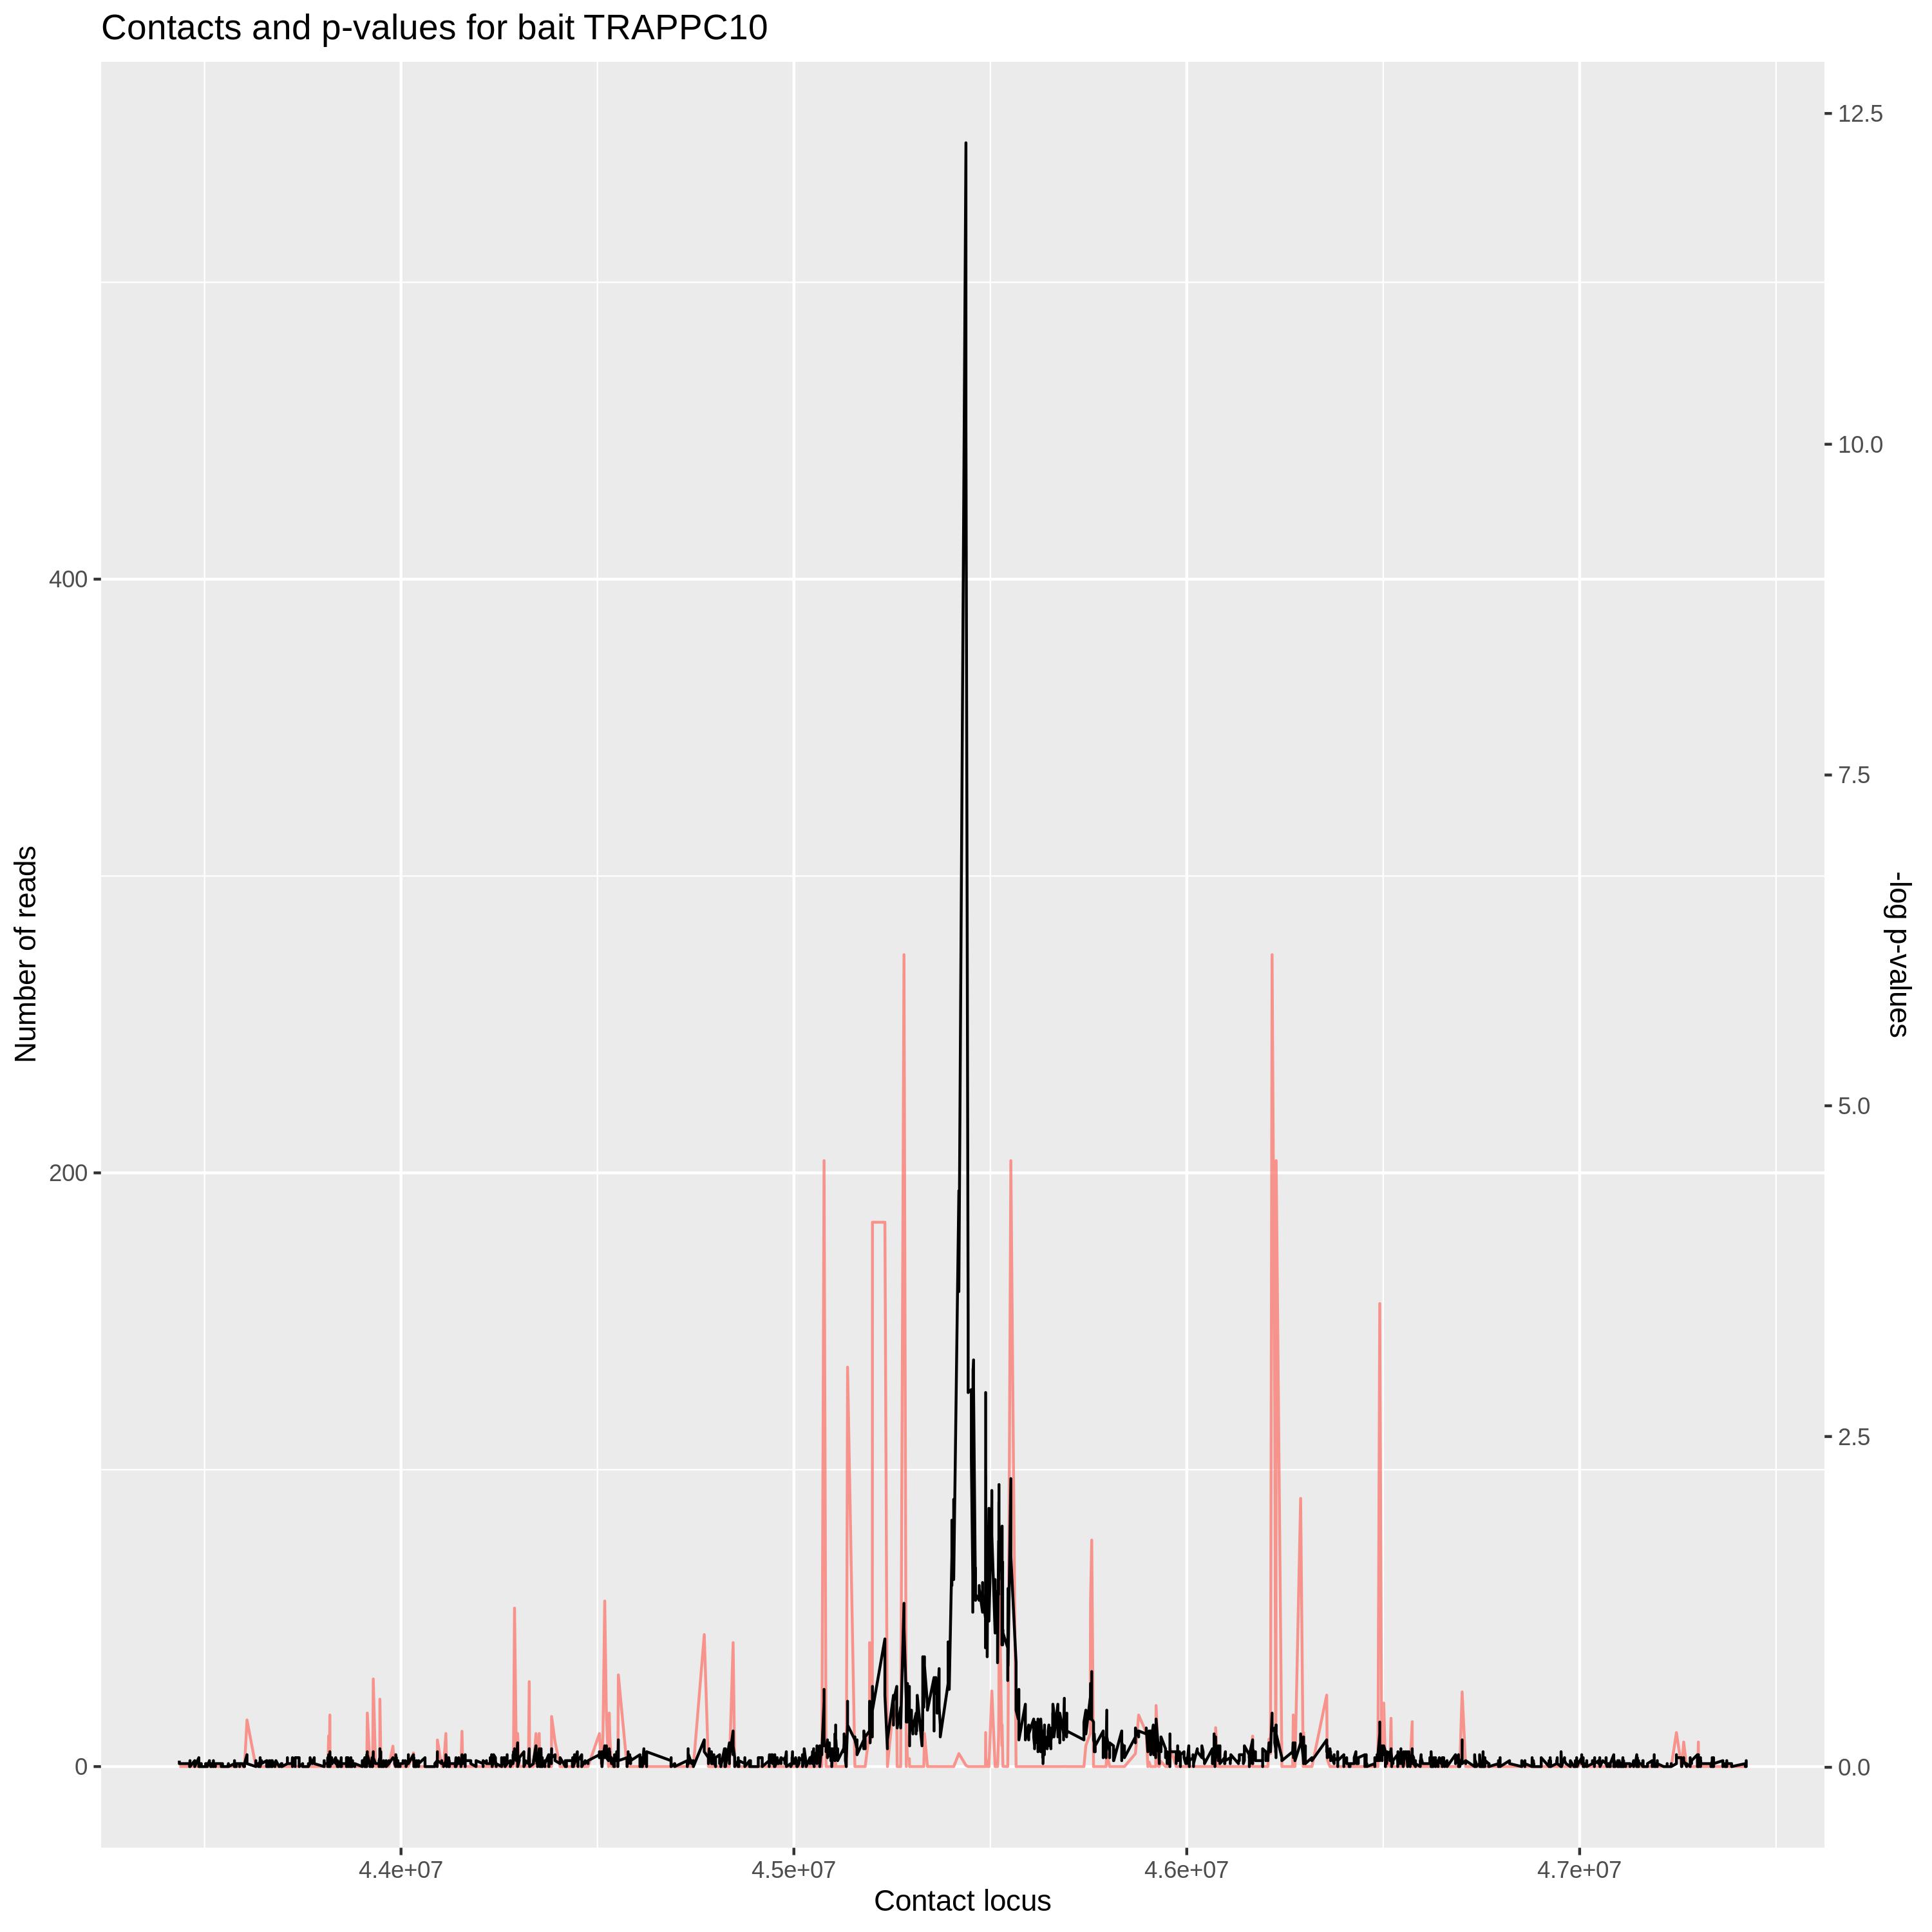 Contacts and p-values for bait TRAPPC10
12.5
10.0
400
7.5
Number of reads
-log p-values
5.0
200
2.5
0
0.0
4.4e+07
4.5e+07
4.6e+07
4.7e+07
Contact locus